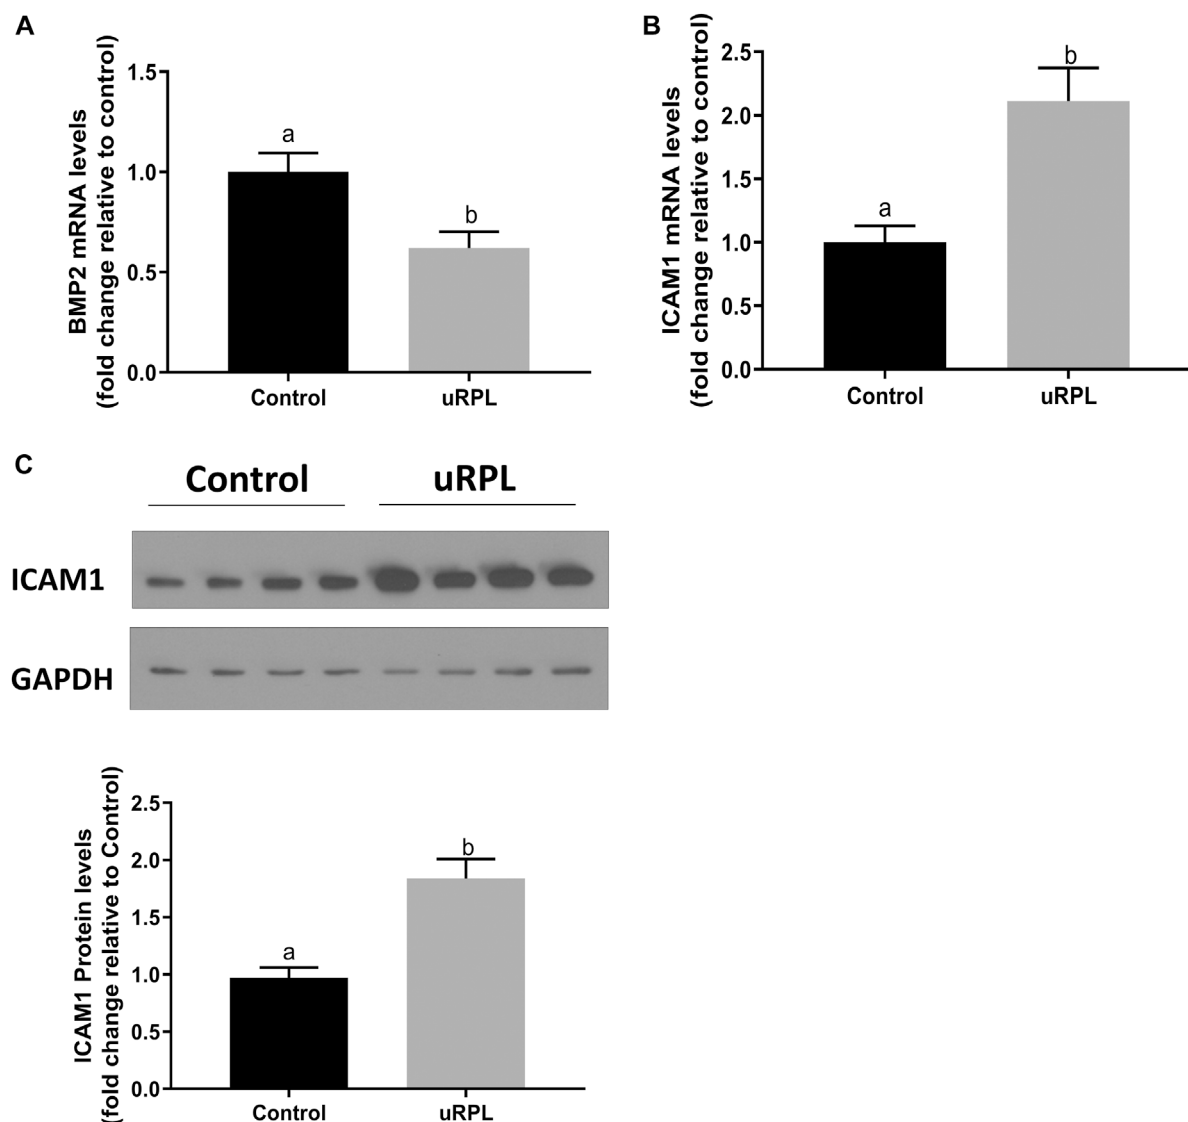 A
BMP2 mRNA levels
(fold change relative to control)
1.5
1.0
0.5
0.0
a
b
Control
uRPL
B
ICAM1 mRNA levels
(fold change relative to control)
2.5
2.0
1.5
1.0
0.5
0.0
a
b
Control
uRPL
C
Control
uRPL
ICAM1
GAPDH
ICAM1 Protein levels
(fold change relative to Control)
2.5
2.0
1.5
1.0
0.5
0.0
a
b
Control
uRPL